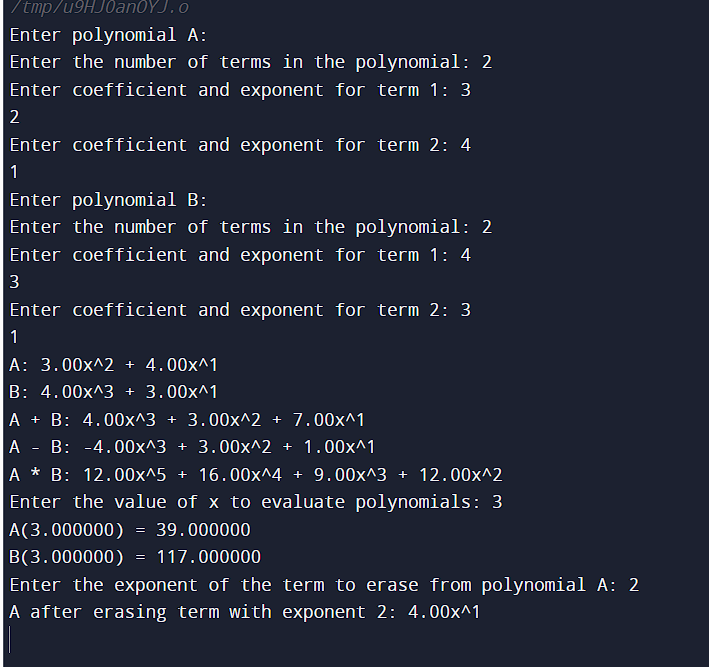 /tmp/u9HJ0anOYJ.o
Enter polynomial A:
Enter the number of terms in the polynomial: 2
Enter coefficient and exponent for term 1: 3
2
Enter coefficient and exponent for term 2: 4
1
Enter polynomial B:
Enter the number of terms in the polynomial: 2
Enter coefficient and exponent for term 1: 4
3
Enter coefficient and exponent for term 2: 3
1
A: 3.00x^2 + 4.00x^1
B: 4.00x^3 + 3.00x^1
A + B: 4.00x^3 + 3.00x^2 + 7.00x^1
A - B: -4.00x^3 + 3.00x^2 + 1.00x^1
A * B: 12.00x^5 + 16.00x^4 + 9.00x^3 + 12.00x^2
Enter the value of x to evaluate polynomials: 3
A(3.000000) = 39.000000
B(3.000000) = 117.000000
Enter the exponent of the term to erase from polynomial A: 2
A after erasing term with exponent 2: 4.00x^1